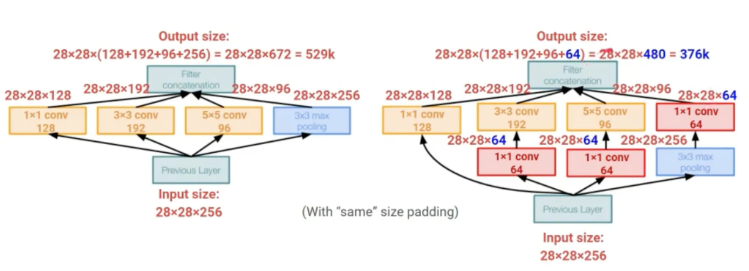 Output size:
28×28×(128+192+96+256) = 28×28×672 = 529k
Filter
concatenation
28×28×128
28×28×192
28×28×96
28×28×256
1×1 conv
128
3×3 conv
192
5×5 conv
96
3x3 max
pooling
Previous Layer
Input size:
28×28×256
(With "same" size padding)
Output size:
28×28×(128+192+96+64) = 28×28×480 = 376k
Filter
concatenation
28×28×128
28×28×192
28×28×96
28×28×64
1×1 conv
128
3×3 conv
192
5×5 conv
96
1×1 conv
64
28×28×64
28×28×64
28×28×256
1×1 conv
64
1×1 conv
64
3x3 max
pooling
Previous Layer
Input size:
28×28×256